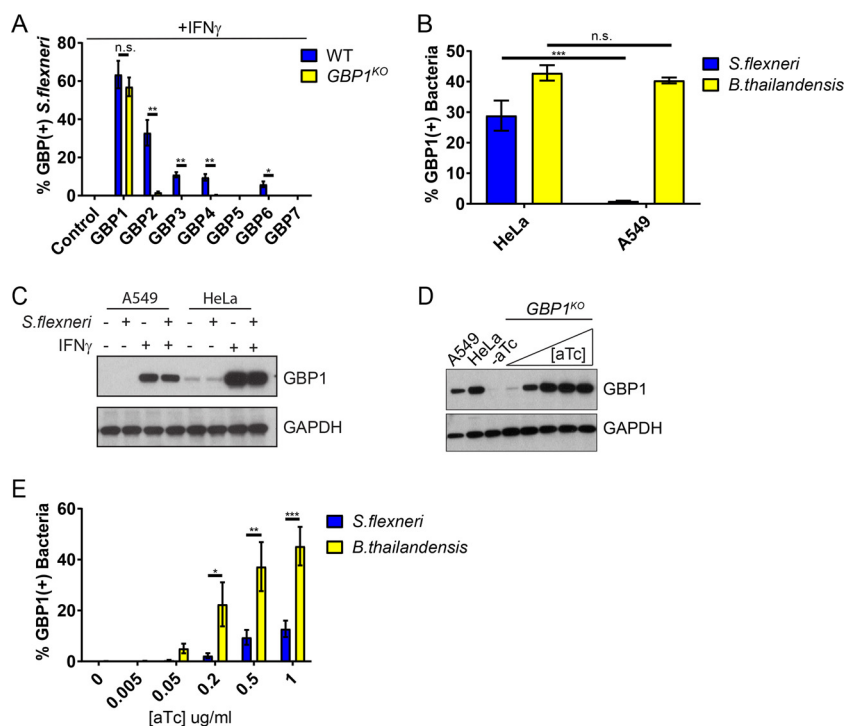 A
+IFNγ
% GBP(+) S.flexneri
80
60
40
20
0
n.s.
**
**
**
*
WT
GBP1KO
Control
GBP1
GBP2
GBP3
GBP4
GBP5
GBP6
GBP7
B
% GBP1(+) Bacteria
50
40
30
20
10
0
n.s.
***
S.flexneri
B.thailandensis
HeLa
A549
C
A549 HeLa
S.flexneri - + - + - + - +
IFNγ - - + + - - + +
GBP1
GAPDH
D
GBP1KO
A549
HeLa
-aTc
[aTc]
GBP1
GAPDH
E
% GBP1(+) Bacteria
60
40
20
0
*
**
***
S.flexneri
B.thailandensis
0
0.005
0.05
0.2
0.5
1
[aTc] ug/ml